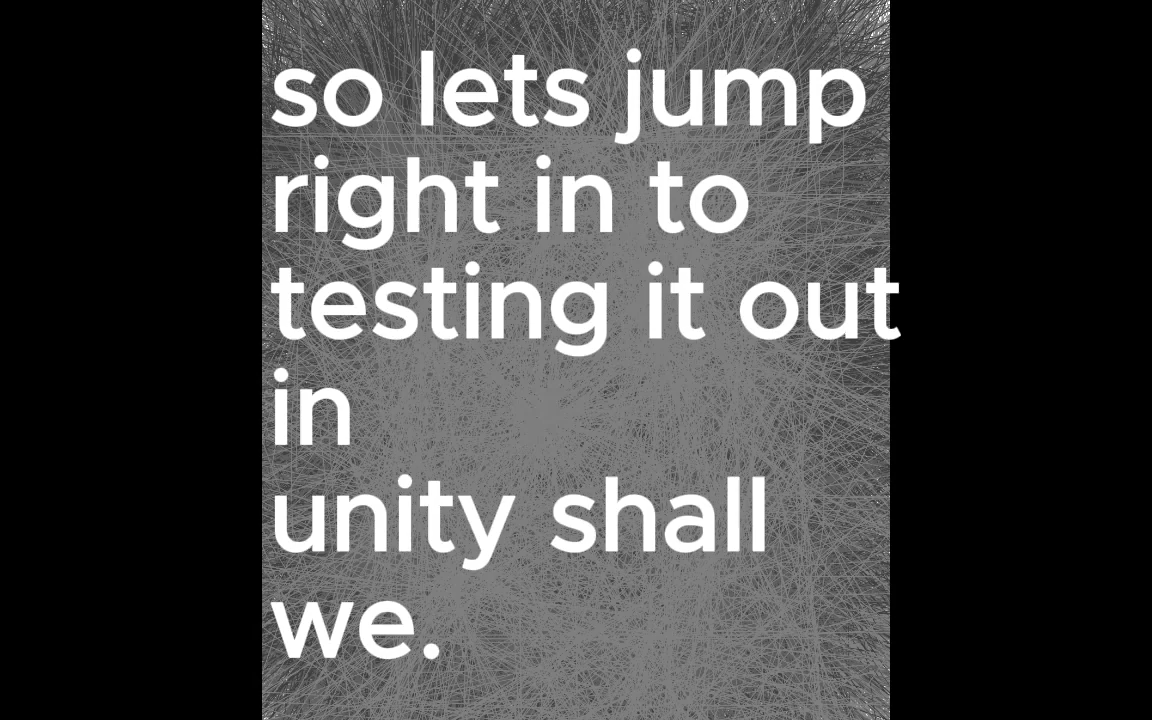 so lets jump
right in to
testing it out
in
unity shall
we.